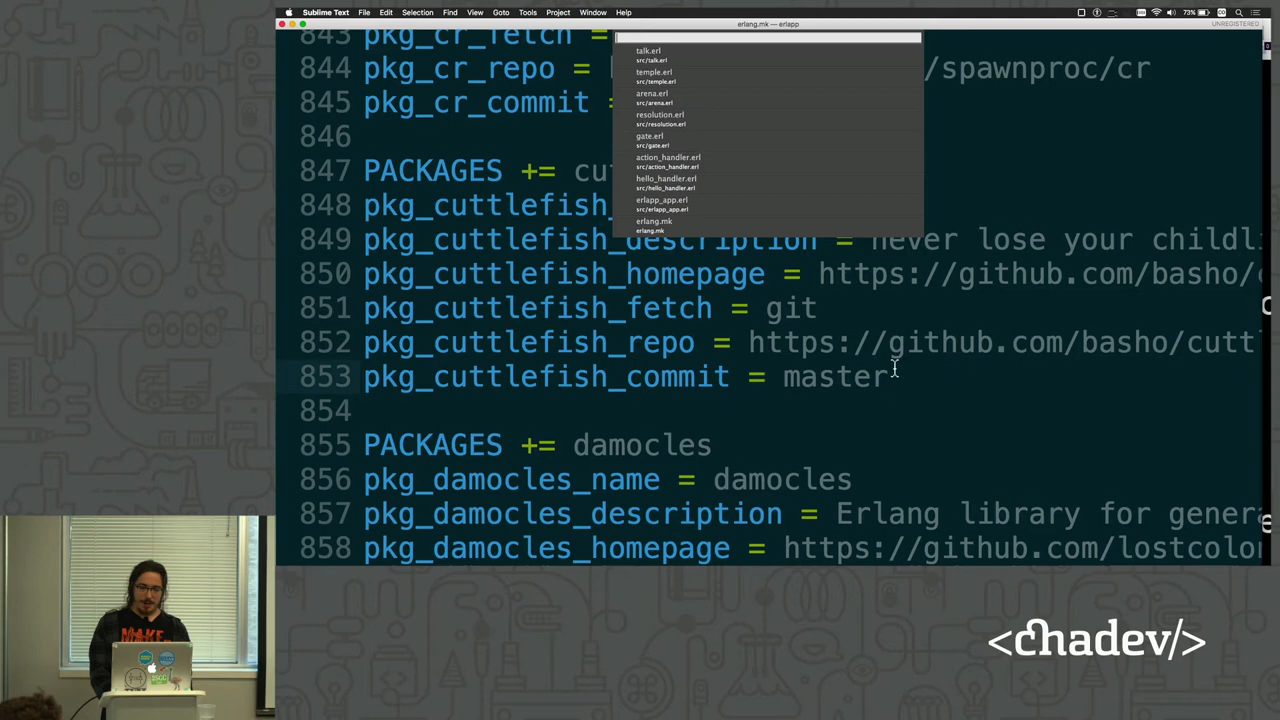 Sublime Text File Edit Selection Find View Goto Tools Project Window Help 73%
erlang.mk — erlapp UNREGISTERED
843 pkg_cr_fetch =
844 pkg_cr_repo = /spawnproc/cr
845 pkg_cr_commit =
846
847 PACKAGES += cut
848 pkg_cuttlefish_
849 pkg_cuttlefish_description = never lose your childli
850 pkg_cuttlefish_homepage = https://github.com/basho/c
851 pkg_cuttlefish_fetch = git
852 pkg_cuttlefish_repo = https://github.com/basho/cutt
853 pkg_cuttlefish_commit = master
854
855 PACKAGES += damocles
856 pkg_damocles_name = damocles
857 pkg_damocles_description = Erlang library for genera
858 pkg_damocles_homepage = https://github.com/lostcolon
talk.erl
src/talk.erl
temple.erl
src/temple.erl
arena.erl
src/arena.erl
resolution.erl
src/resolution.erl
gate.erl
src/gate.erl
action_handler.erl
src/action_handler.erl
hello_handler.erl
src/hello_handler.erl
erlapp_app.erl
src/erlapp_app.erl
erlang.mk
erlang.mk
MAKE
<chadev/>